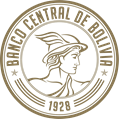 BANCO CENTRAL DE BOLIVIA
1928